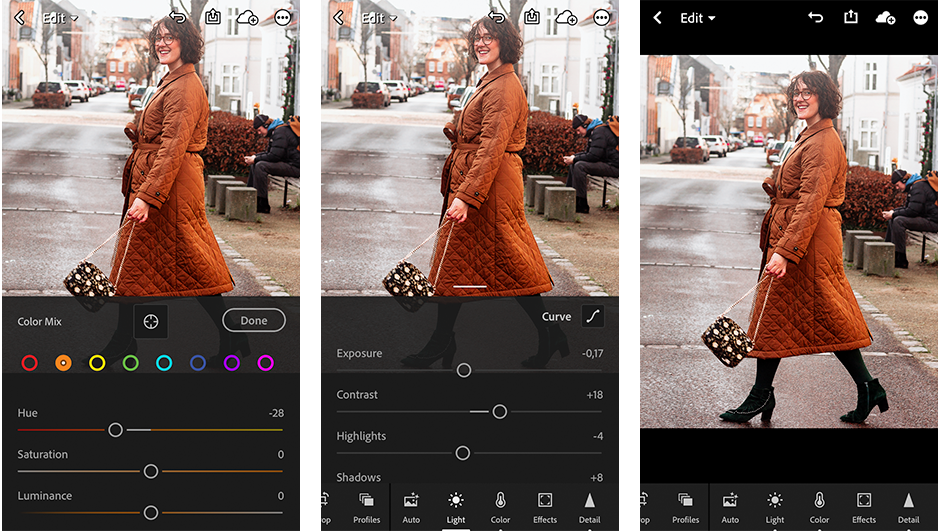 Edit
Color Mix
Done
Hue -28
Saturation 0
Luminance 0
Edit
Curve
Exposure -0,17
Contrast +18
Highlights -4
Shadows +8
op Profiles Auto Light Color Effects Detail
Edit
op Profiles Auto Light Color Effects Detail